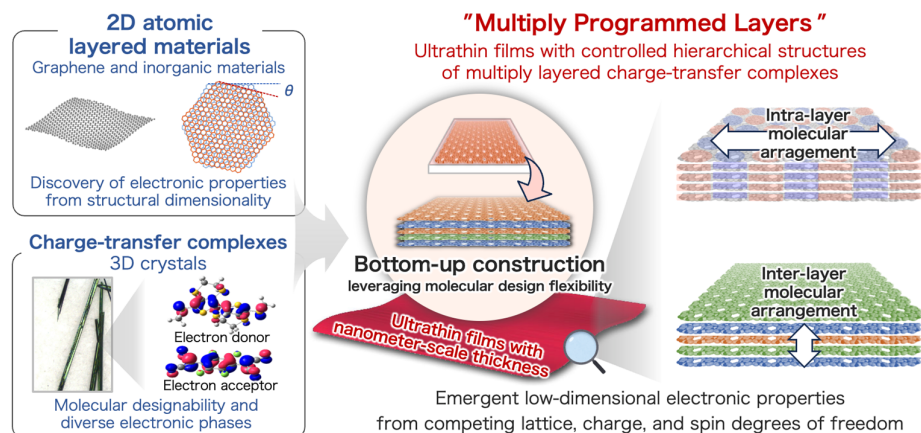 2D atomic
layered materials
Graphene and inorganic materials
θ
Discovery of electronic properties
from structural dimensionality
Charge-transfer complexes
3D crystals
Electron donor
Electron acceptor
Molecular designability and
diverse electronic phases
"Multiply Programmed Layers"
Ultrathin films with controlled hierarchical structures
of multiply layered charge-transfer complexes
Bottom-up construction
leveraging molecular design flexibility
Ultrathin films with
nanometer-scale thickness
Intra-layer
molecular
arragement
Inter-layer
molecular
arrangement
Emergent low-dimensional electronic properties
from competing lattice, charge, and spin degrees of freedom